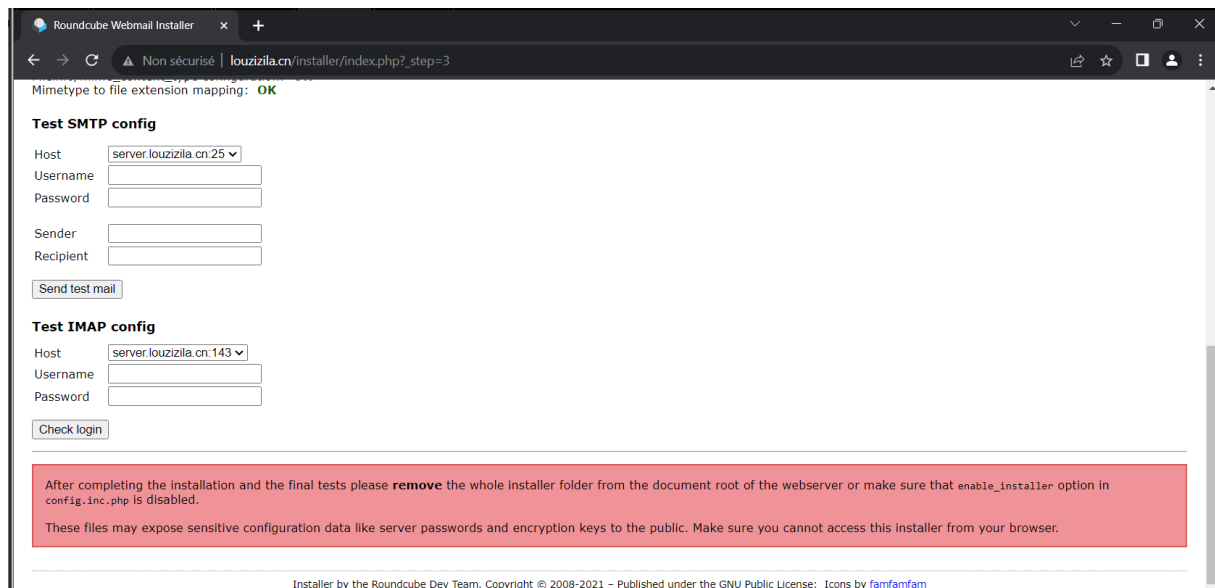 Roundcube Webmail Installer
Non sécurisé | louzizila.cn/installer/index.php?_step=3
Mimetype to file extension mapping: OK
Test SMTP config
Host server.louzizila.cn:25
Username
Password
Sender
Recipient
Send test mail
Test IMAP config
Host server.louzizila.cn:143
Username
Password
Check login
After completing the installation and the final tests please remove the whole installer folder from the document root of the webserver or make sure that enable_installer option in
config.inc.php is disabled.
These files may expose sensitive configuration data like server passwords and encryption keys to the public. Make sure you cannot access this installer from your browser.
Installer by the Roundcube Dev Team. Copyright © 2008-2021 – Published under the GNU Public License; Icons by famfamfam